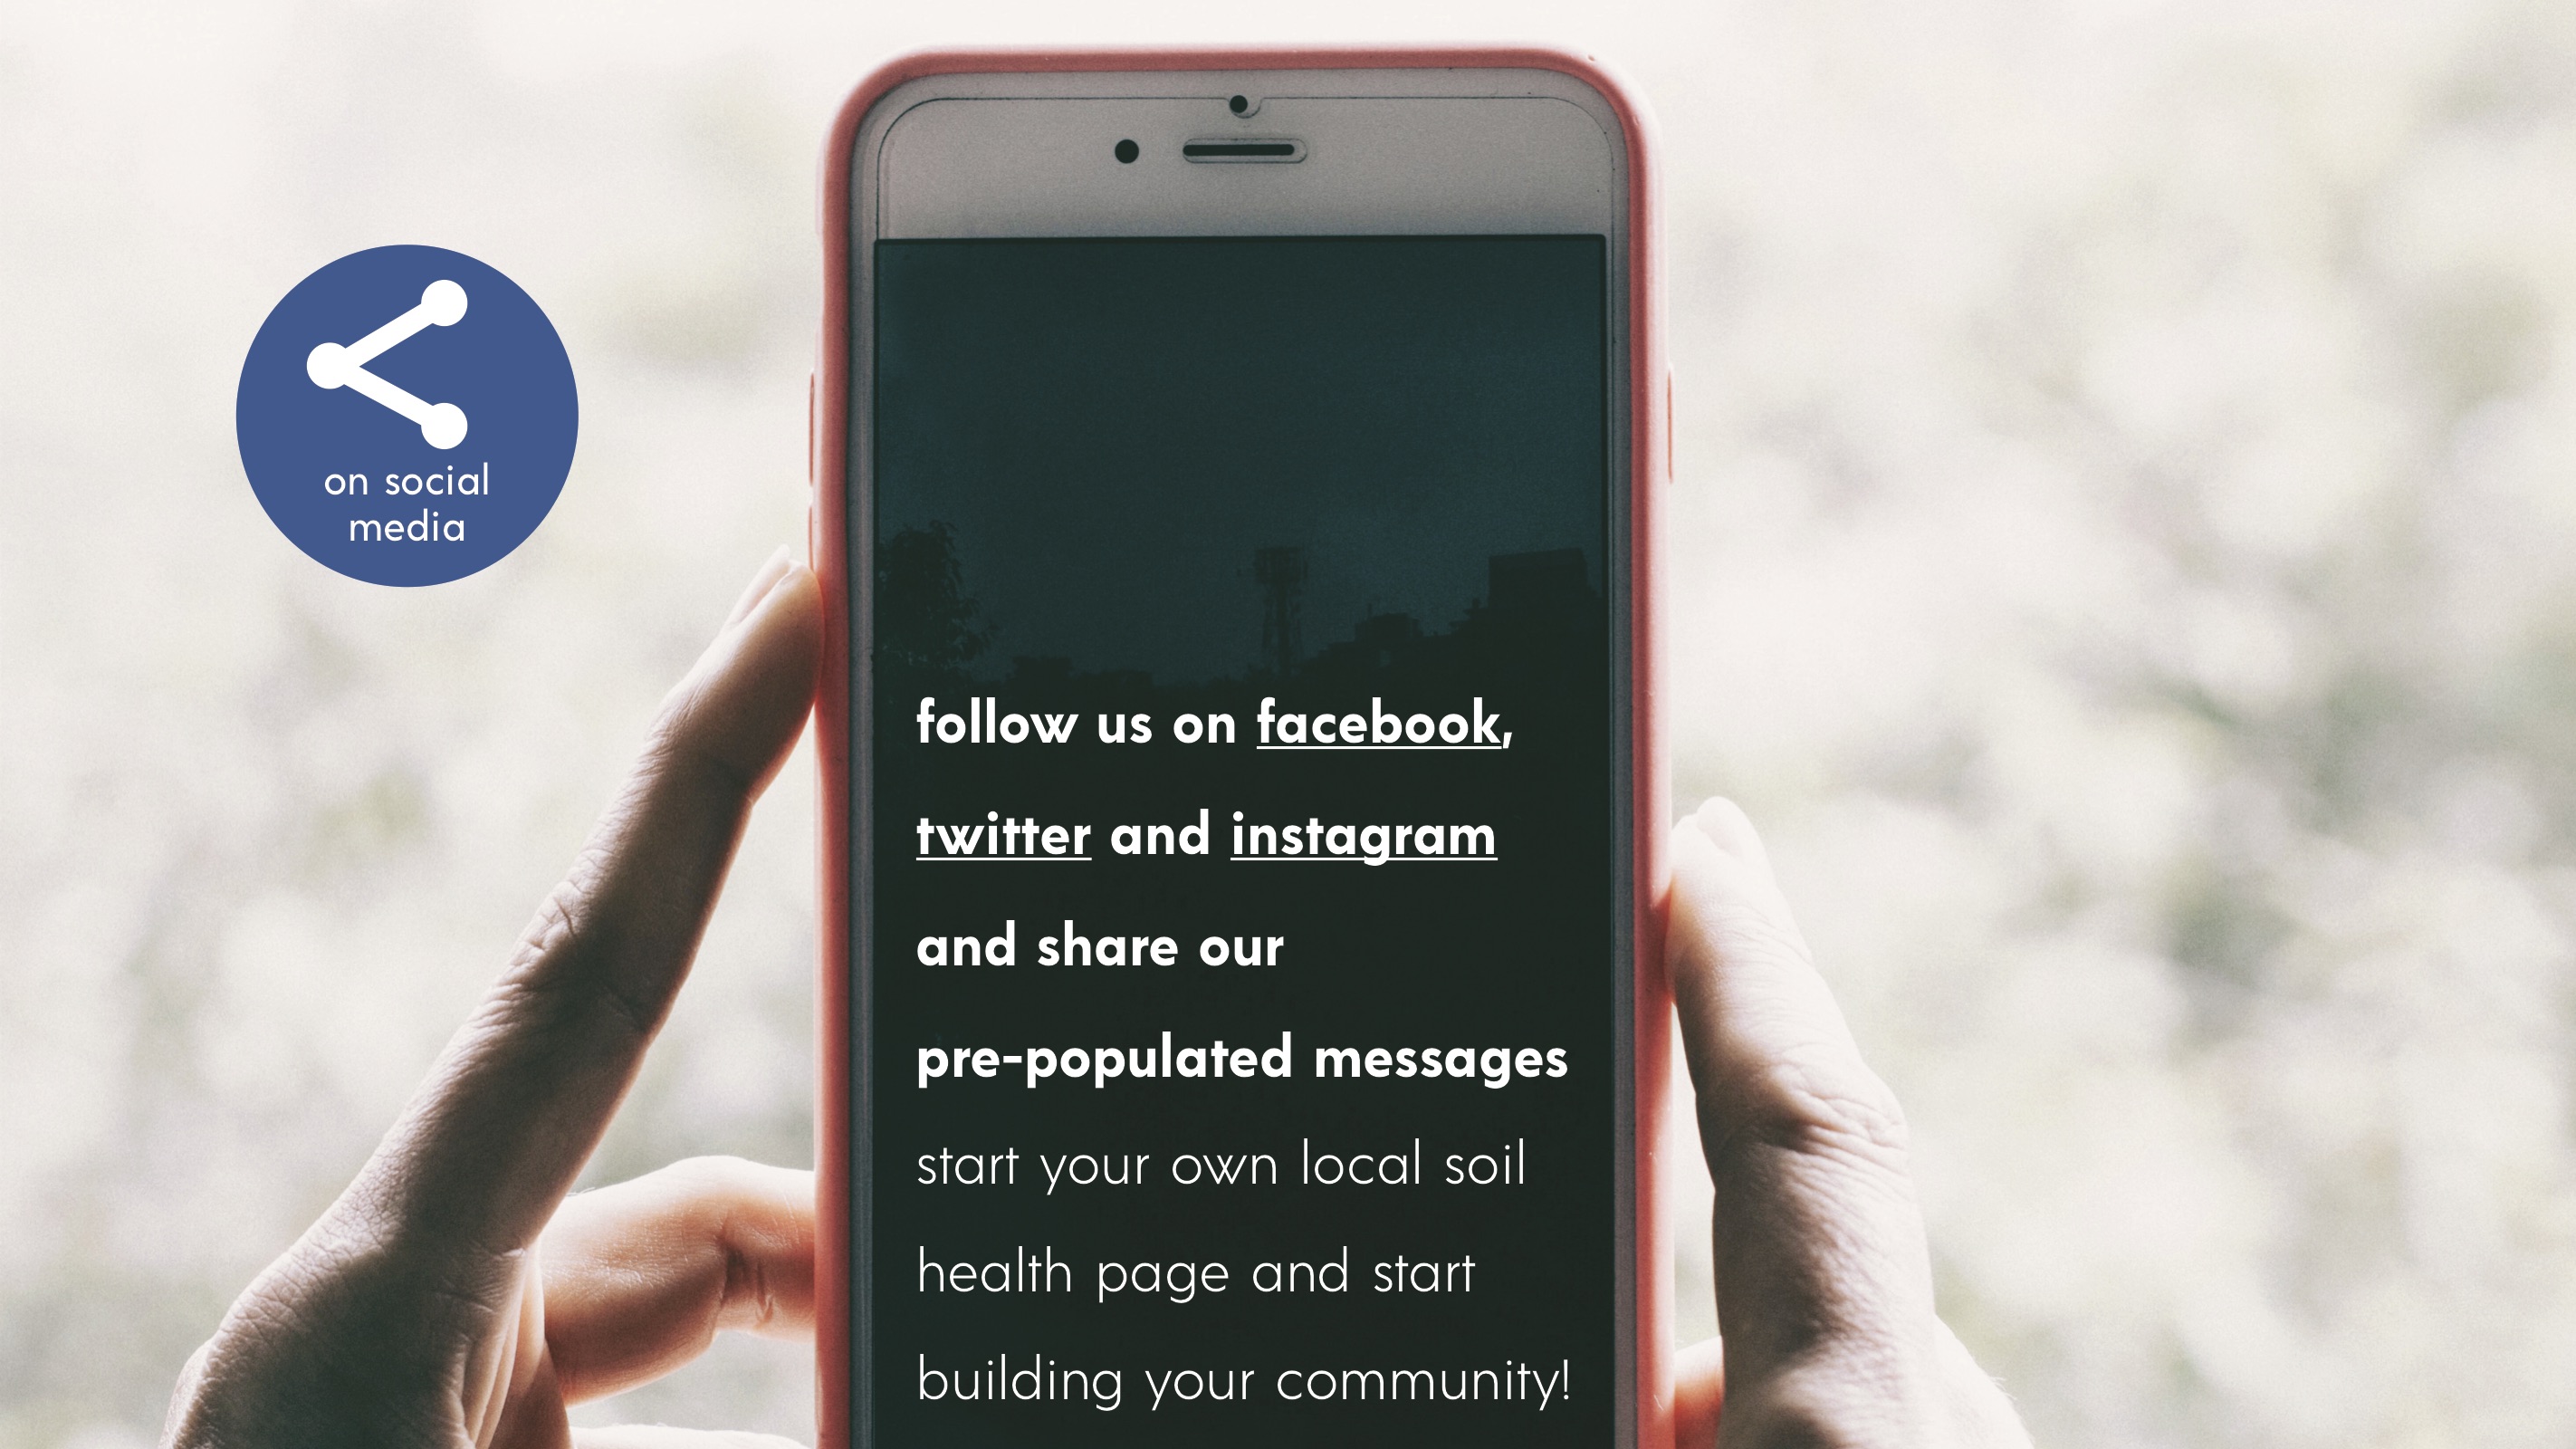 on social
media
follow us on facebook,
twitter and instagram
and share our
pre-populated messages
start your own local soil
health page and start
building your community!